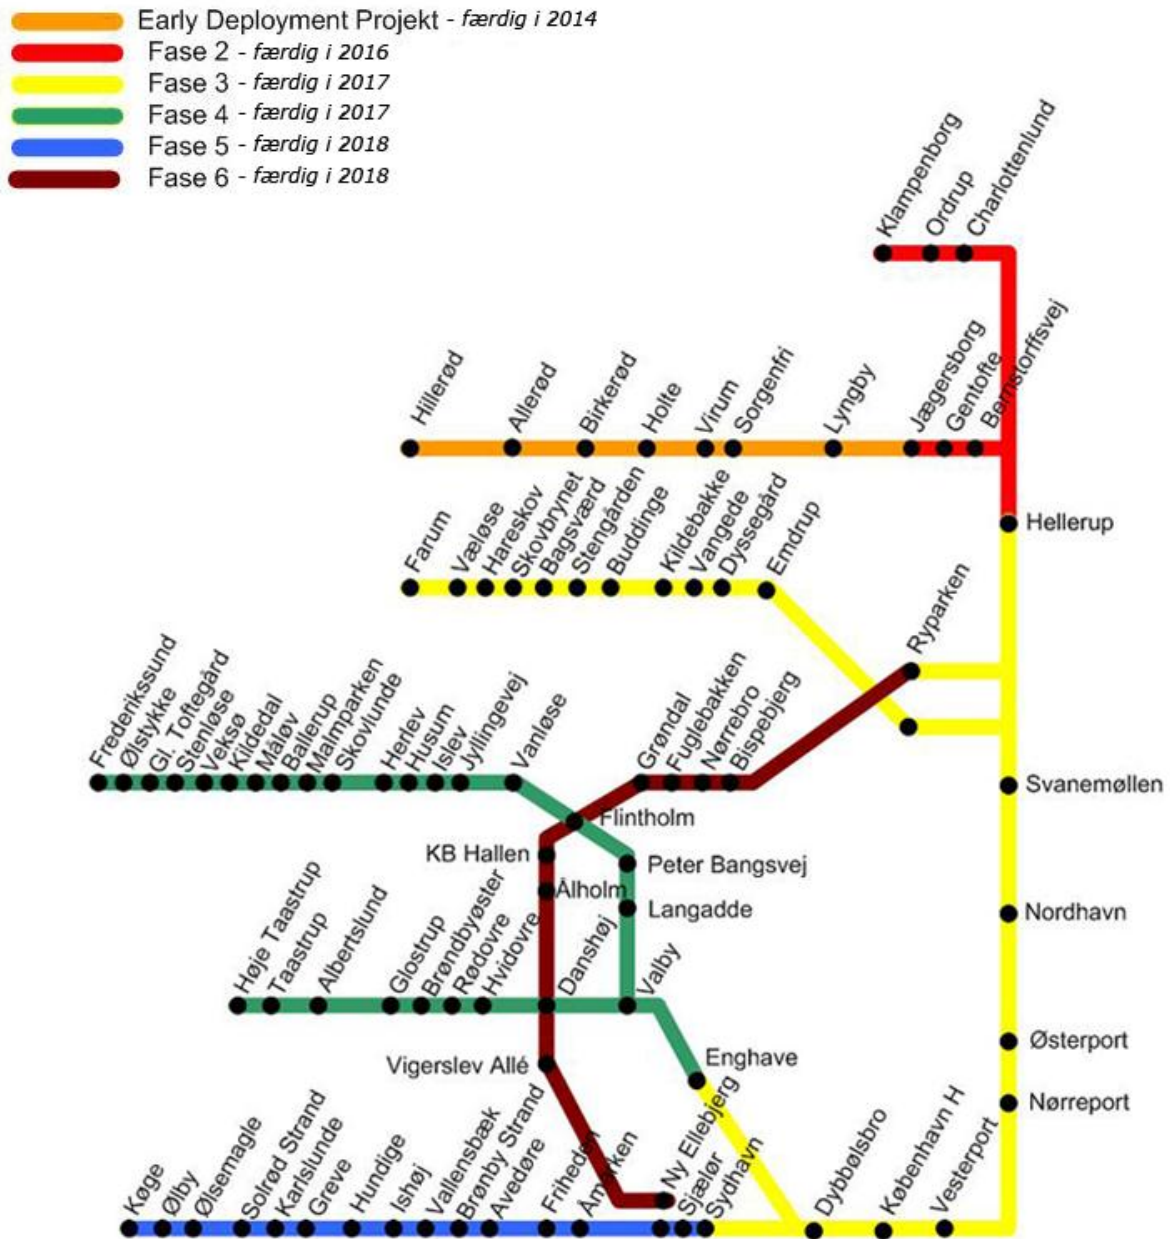 Early Deployment Projekt - færdig i 2014
Fase 2 - færdig i 2016
Fase 3 - færdig i 2017
Fase 4 - færdig i 2017
Fase 5 - færdig i 2018
Fase 6 - færdig i 2018
Klampenborg
Ordrup
Charlottenlund
Hillerød
Allerød
Birkerød
Holte
Virum
Sorgenfri
Lyngby
Jægersborg
Gentofte
Bernstorffsvej
Hellerup
Farum
Væløse
Hareskov
Skovbrynet
Bagsværd
Stengården
Buddinge
Kildebakke
Vangede
Dyssegård
Emdrup
Ryparken
Frederikssund
Ølstykke
Gl. Toftegård
Stenløse
Veksø
Kildedal
Måløv
Ballerup
Malmparken
Skovlunde
Herlev
Husum
Islev
Jyllingevej
Vanløse
Grøndal
Fuglebakken
Nørrebro
Bispebjerg
Svanemøllen
Flintholm
KB Hallen
Peter Bangsvej
Ålholm
Langadde
Nordhavn
Høje Taastrup
Taastrup
Albertslund
Glostrup
Brøndbyøster
Rødovre
Hvidovre
Danshøj
Valby
Østerport
Vigerslev Allé
Enghave
Nørreport
Køge
Ølby
Ølsemagle
Solrød Strand
Karlslunde
Greve
Hundige
Ishøj
Vallensbæk
Brønby Strand
Avedøre
Friheden
Åmarken
Ny Ellebjerg
Sjælør
Sydhavn
Dybbølsbro
København H
Vesterport